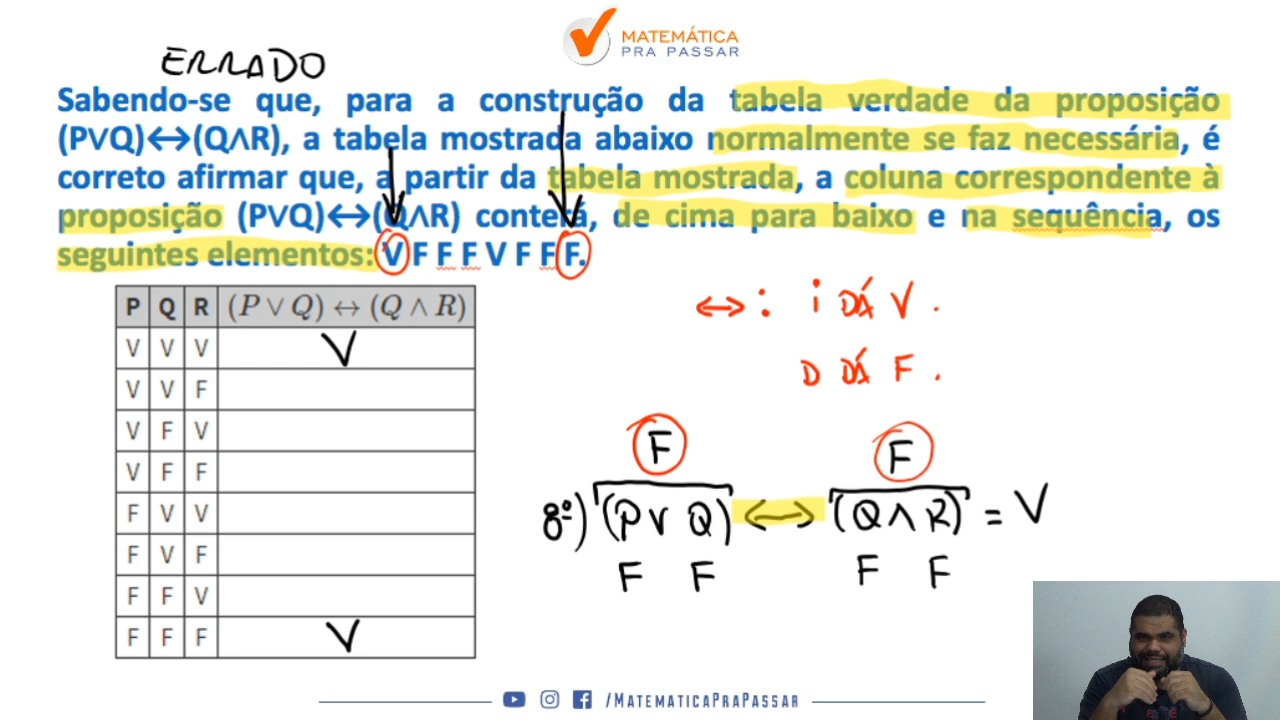 MATEMÁTICA
PRA PASSAR
ERRADO
Sabendo-se que, para a construção da tabela verdade da proposição
(P∨Q)↔(Q∧R), a tabela mostrada abaixo normalmente se faz necessária, é
correto afirmar que, a partir da tabela mostrada, a coluna correspondente à
proposição (P∨Q)↔(Q∧R) conterá, de cima para baixo e na sequência, os
seguintes elementos: V F F F V F F F.
P Q R (P ∨ Q) ↔ (Q ∧ R)
V V V V
V V F
V F V
V F F
F V V
F V F
F F V
F F F V
↔ : i DÁ V .
D DÁ F .
F F
8º) (P ∨ Q) ↔ (Q ∧ R) = V
F F F F
/MATEMATICAPRAPASSAR